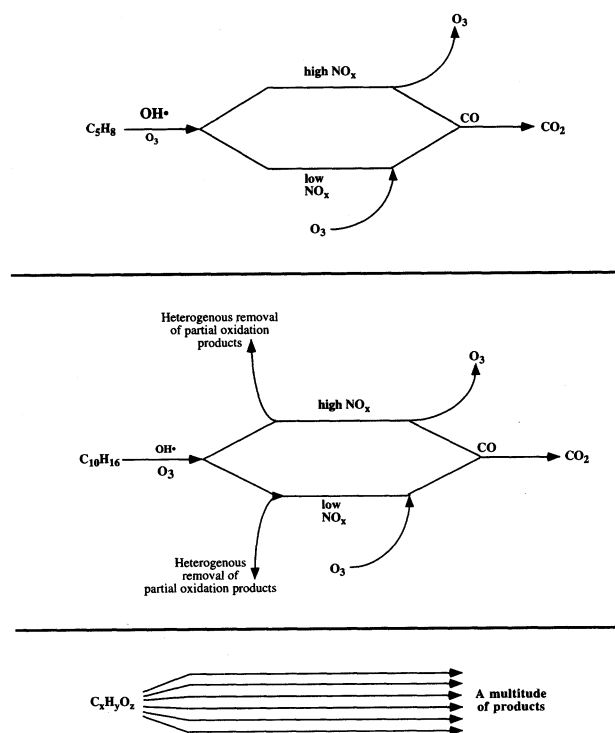 O₃
high NOₓ
OH•
C₅H₈
O₃
CO
CO₂
low
NOₓ
O₃
Heterogenous removal
of partial oxidation
products
O₃
high NOₓ
OH•
C₁₀H₁₆
O₃
CO
CO₂
low
NOₓ
Heterogenous
removal of
partial oxidation products
O₃
CₓHᵧO_z
A multitude
of products